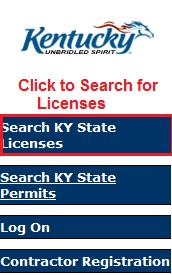 Kentucky
UNBRIDLED SPIRIT
Click to Search for
Licenses
Search KY State
Licenses
Search KY State
Permits
Log On
Contractor Registration